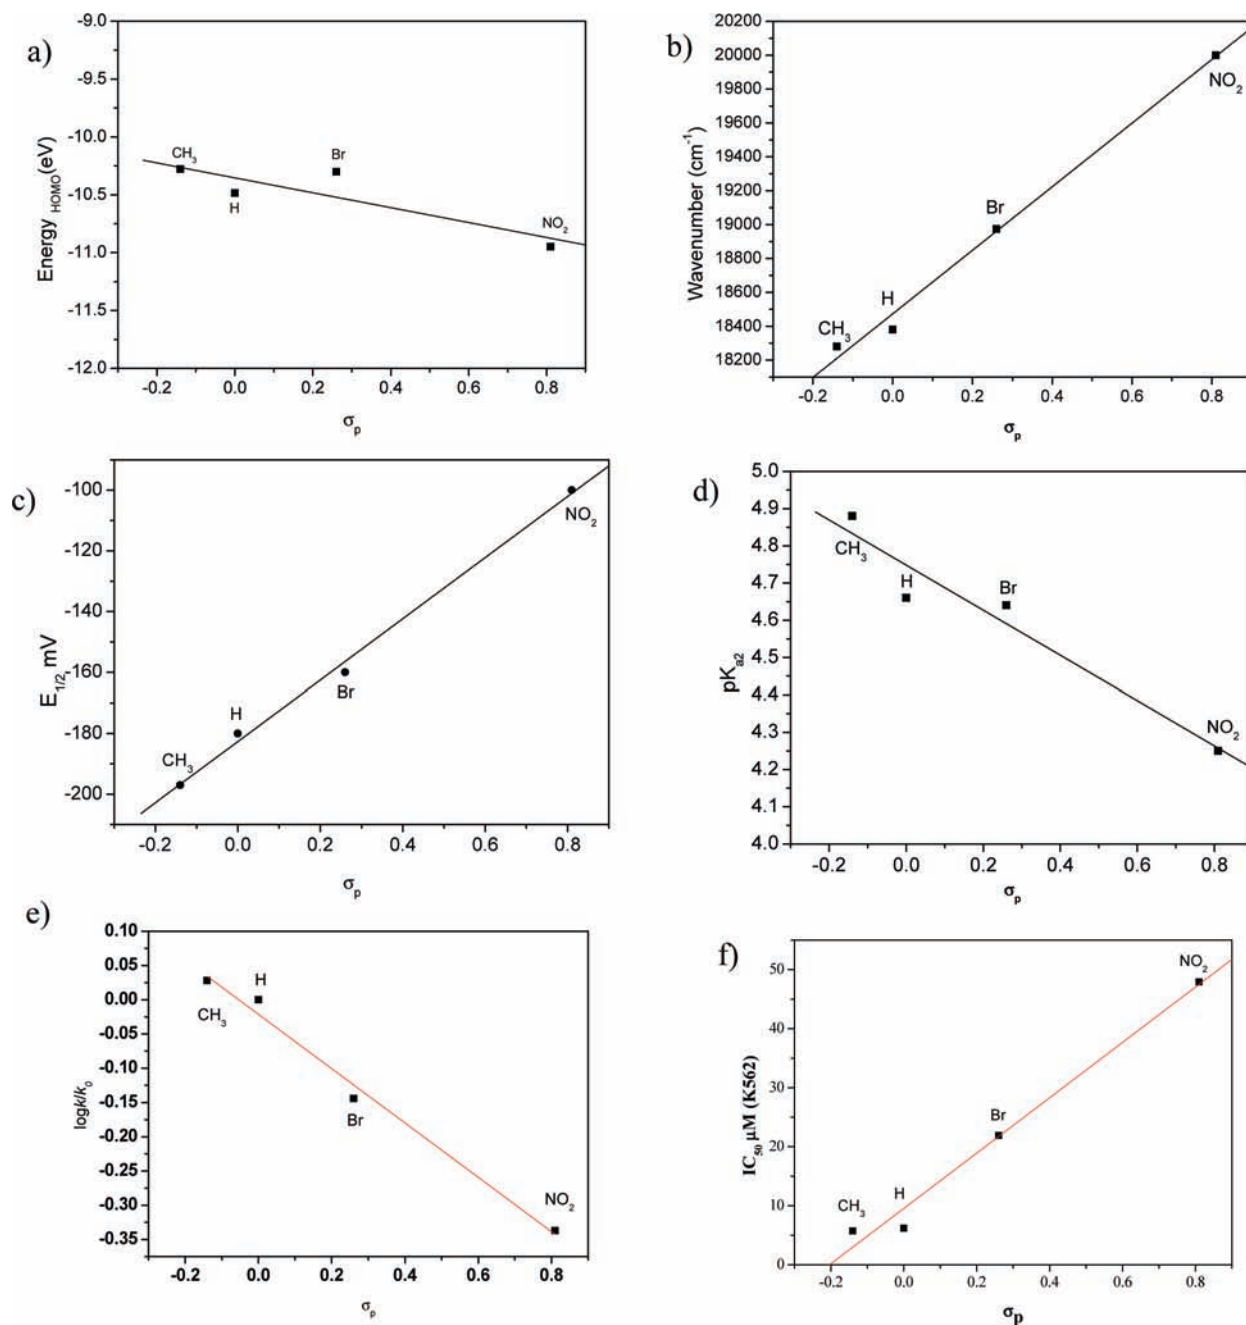 a)
-9.0
-9.5
-10.0
-10.5
-11.0
-11.5
-12.0
Energy HOMO (eV)
CH3
H
Br
NO2
-0.2 0.0 0.2 0.4 0.6 0.8
σp
b)
20200
20000
19800
19600
19400
19200
19000
18800
18600
18400
18200
Wavenumber (cm-1)
CH3
H
Br
NO2
-0.2 0.0 0.2 0.4 0.6 0.8
σp
c)
-100
-120
-140
-160
-180
-200
E1/2, mV
CH3
H
Br
NO2
-0.2 0.0 0.2 0.4 0.6 0.8
σp
d)
5.0
4.9
4.8
4.7
4.6
4.5
4.4
4.3
4.2
4.1
4.0
pKa2
CH3
H
Br
NO2
-0.2 0.0 0.2 0.4 0.6 0.8
σp
e)
0.10
0.05
0.00
-0.05
-0.10
-0.15
-0.20
-0.25
-0.30
-0.35
logk/k0
CH3
H
Br
NO2
-0.2 0.0 0.2 0.4 0.6 0.8
σp
f)
50
40
30
20
10
0
IC50 μM (K562)
CH3
H
Br
NO2
-0.2 0.0 0.2 0.4 0.6 0.8
σp